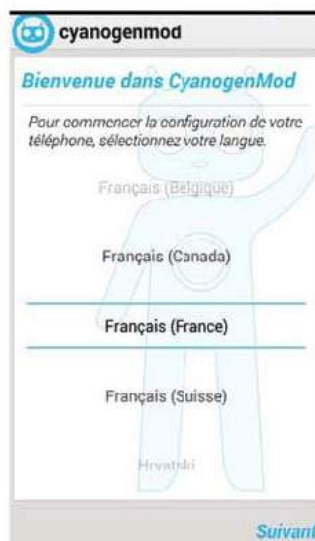 cyanogenmod
Bienvenue dans CyanogenMod
Pour commencer la configuration de votre
téléphone, sélectionnez votre langue.
Français (Belgique)
Français (Canada)
Français (France)
Français (Suisse)
Hrvatski
Suivant